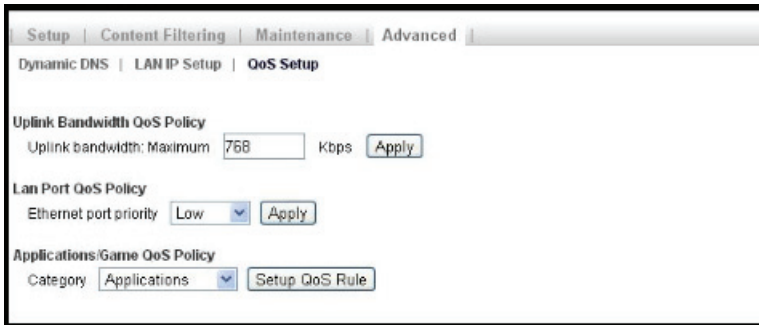 | Setup | Content Filtering | Maintenance | Advanced |
Dynamic DNS | LAN IP Setup | QoS Setup
Uplink Bandwidth QoS Policy
Uplink bandwidth: Maximum 768 Kbps Apply
Lan Port QoS Policy
Ethernet port priority Low Apply
Applications/Game QoS Policy
Category Applications Setup QoS Rule